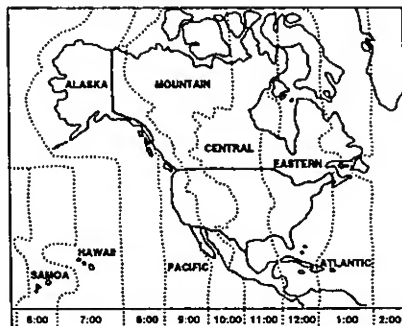 ALASKA
MOUNTAIN
CENTRAL
EASTERN
HAWAII
SAMOA
PACIFIC
ATLANTIC
6:00 7:00 8:00 9:00 10:00 11:00 12:00 1:00 2:00